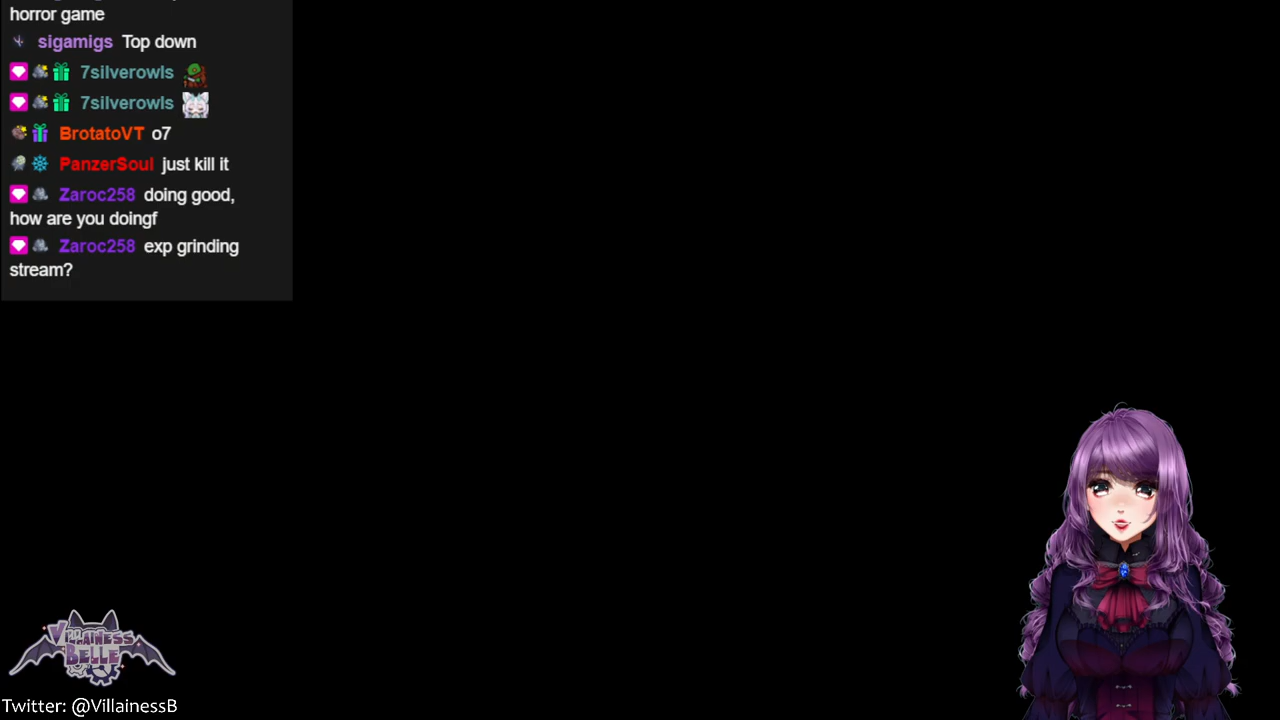 horror game
sigamigs Top down
7silverowls
7silverowls
BrotatoVT o7
PanzerSoul just kill it
Zaroc258 doing good,
how are you doingf
Zaroc258 exp grinding
stream?
VILLAINESS
BELLE
Twitter: @VillainessB